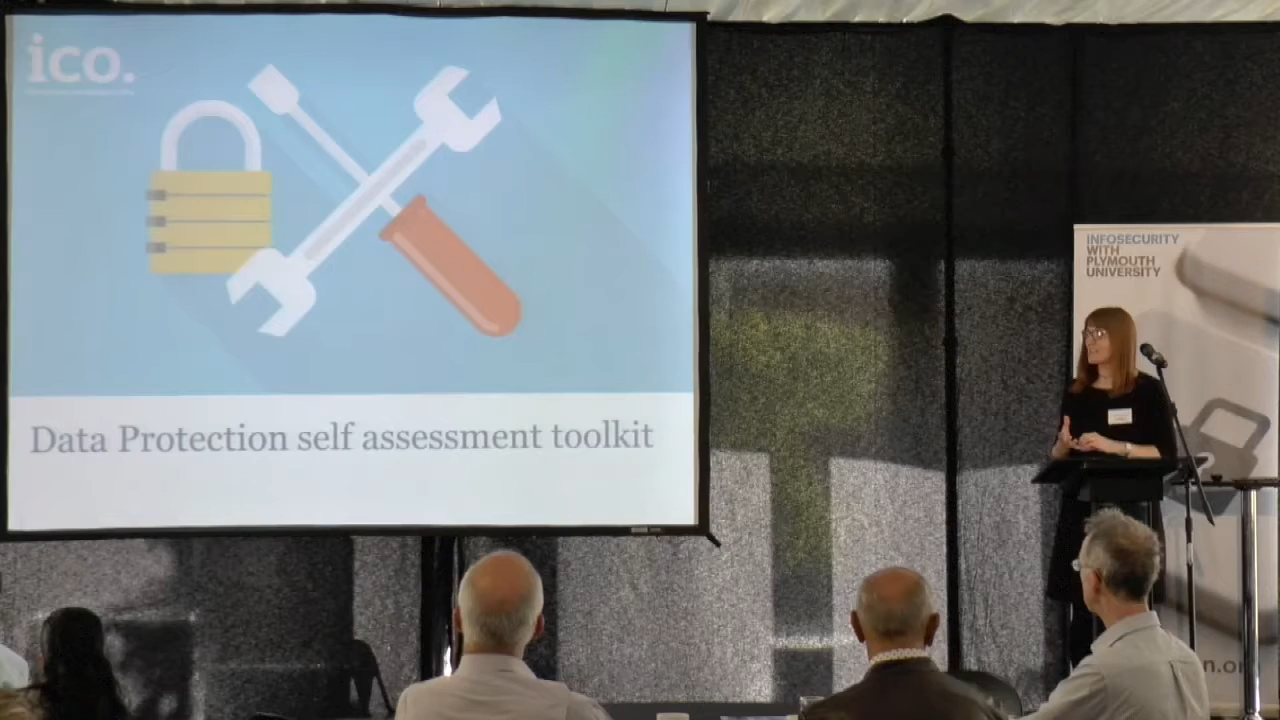 ico.
Data Protection self assessment toolkit
INFOSECURITY
WITH
PLYMOUTH
UNIVERSITY
n.or